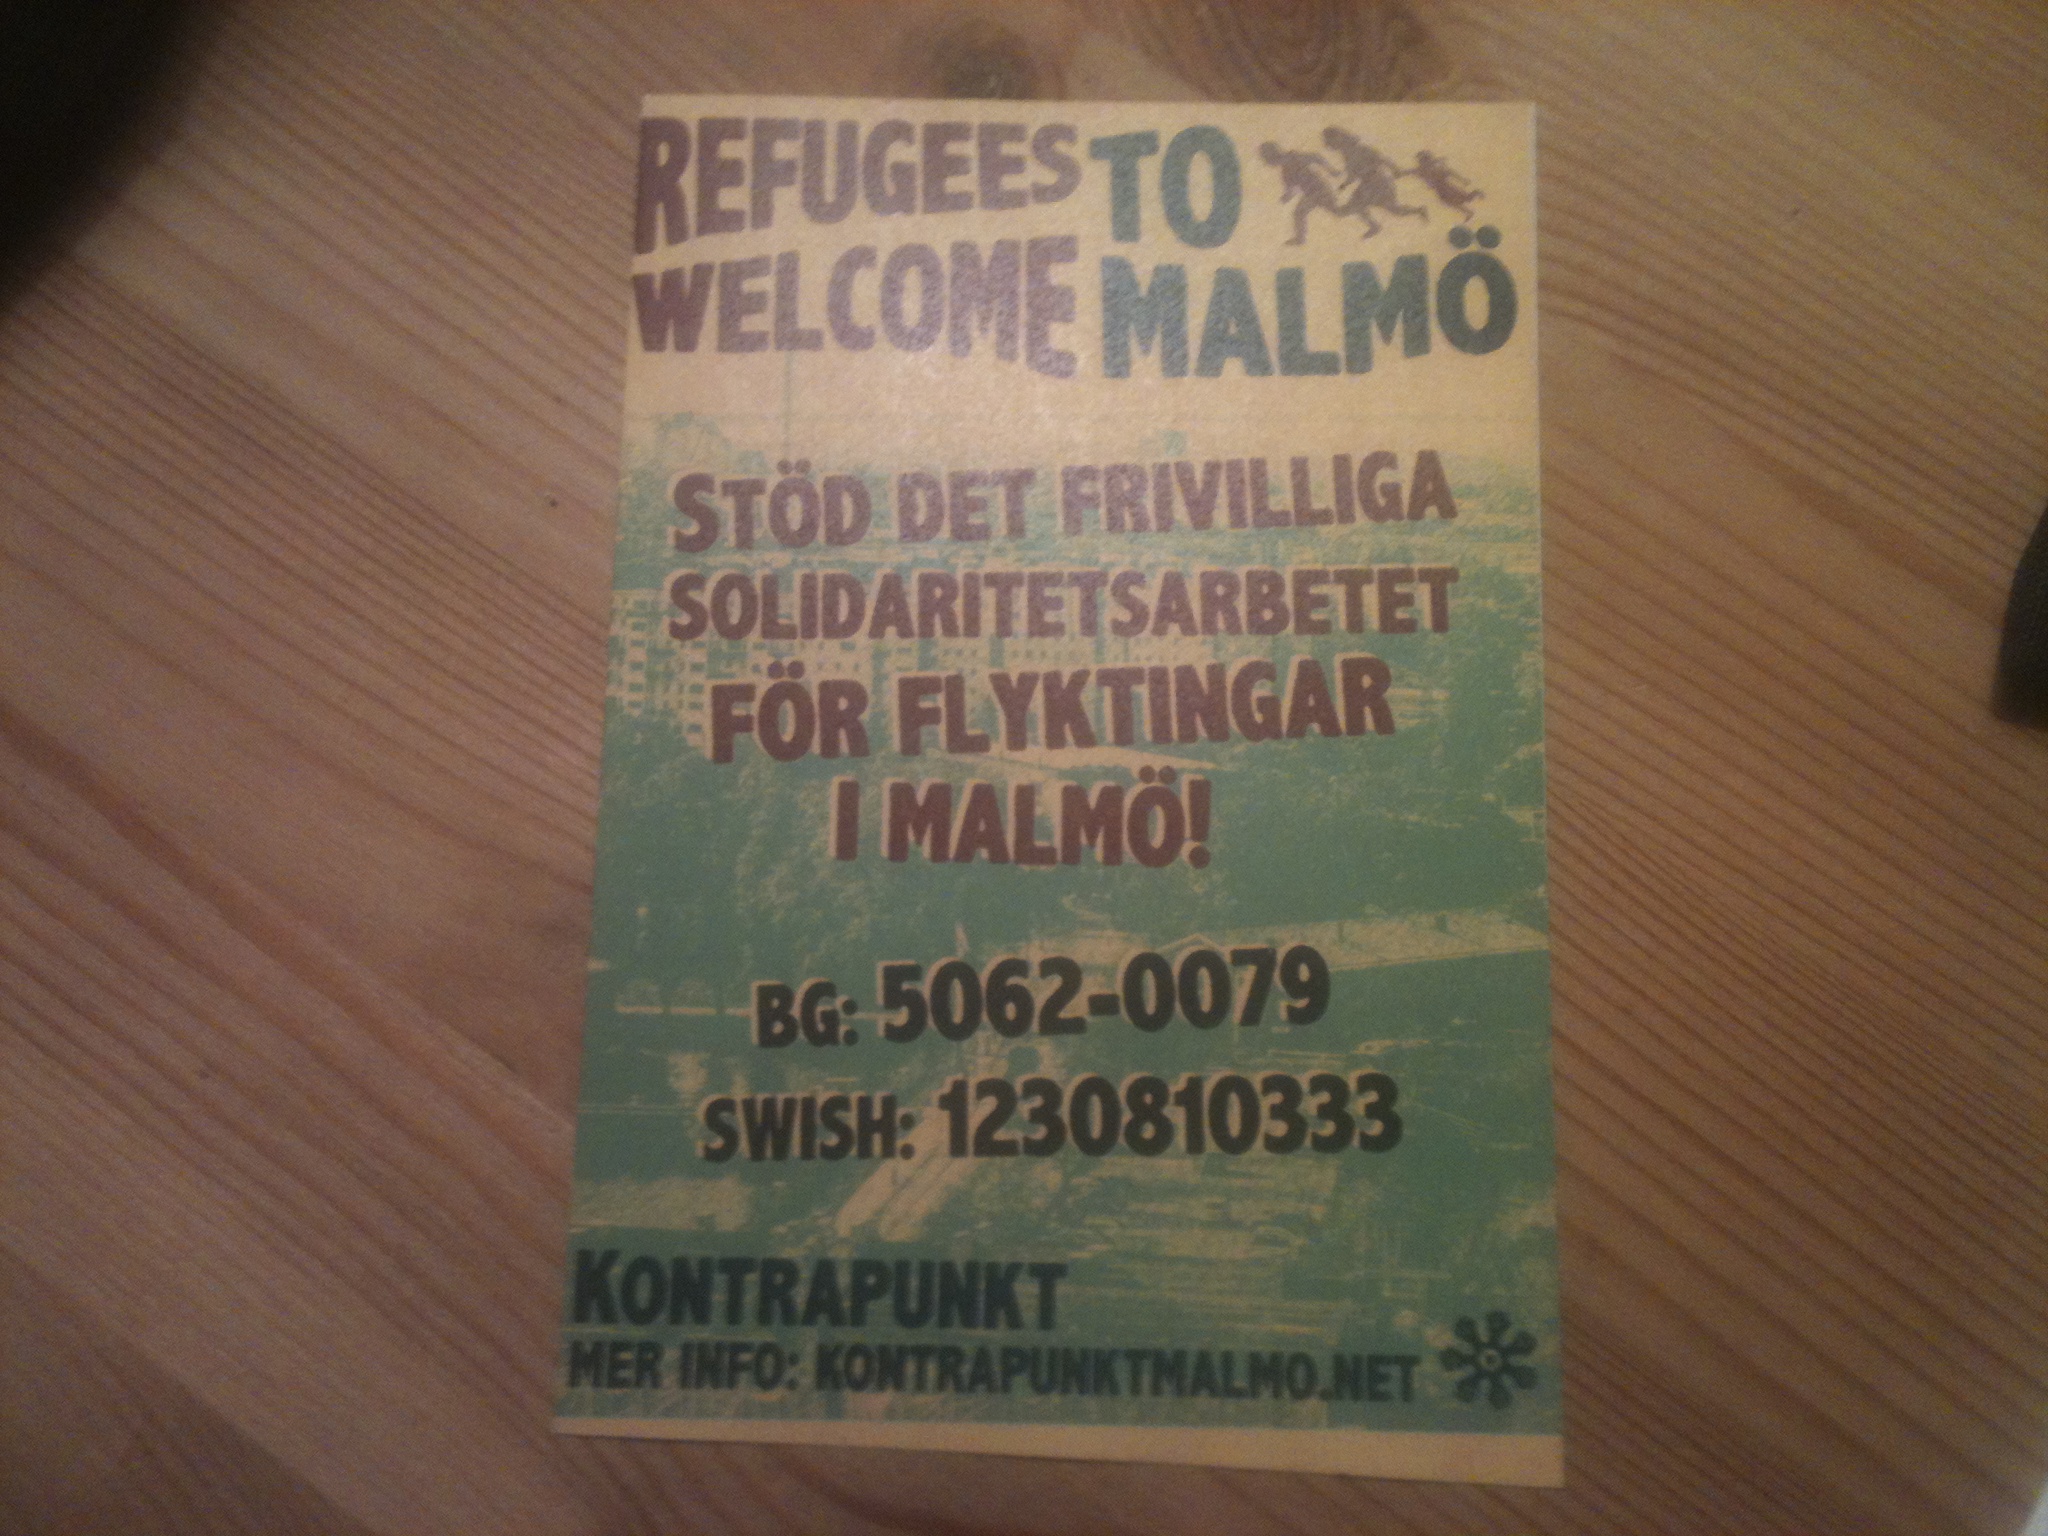 REFUGEES TO
WELCOME MALMÖ
STÖD DET FRIVILLIGA
SOLIDARITETSARBETET
FÖR FLYKTINGAR
I MALMÖ!
BG: 5062-0079
SWISH: 1230810333
KONTRAPUNKT
MER INFO: KONTRAPUNKTMALMO.NET